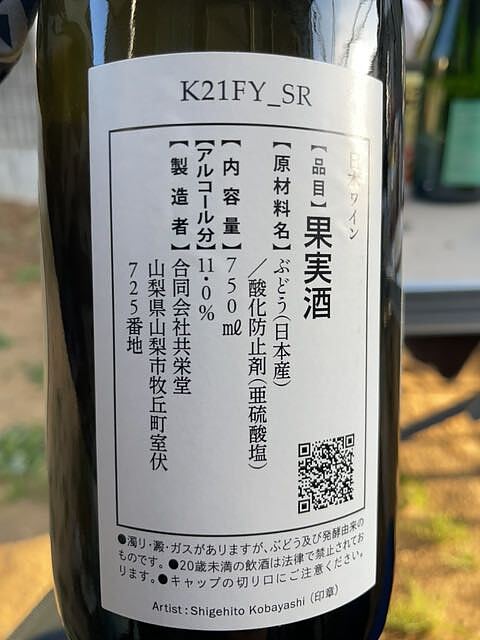 K21FY_SR
日本ワイン
【品目】果実酒
【原材料名】ぶどう(日本産)
／酸化防止剤(亜硫酸塩)
【内容量】750㎖
【アルコール分】11・0%
【製造者】合同会社共栄堂
山梨県山梨市牧丘町室伏
725番地
●濁り・澱・ガスがありますが、ぶどう及び発酵由来の
ものです。●20歳未満の飲酒は法律で禁止されてお
ります。●キャップの切り口にご注意ください。
Artist : Shigehito Kobayashi (印章)